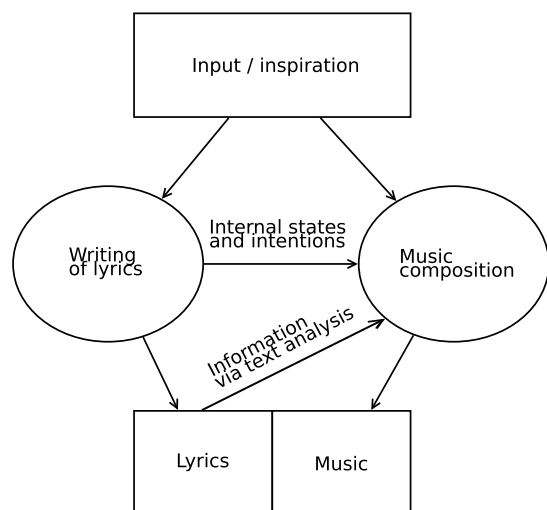 Input / inspiration
Internal states
and intentions
Writing
of lyrics
Music
composition
Information
via text analysis
Lyrics
Music